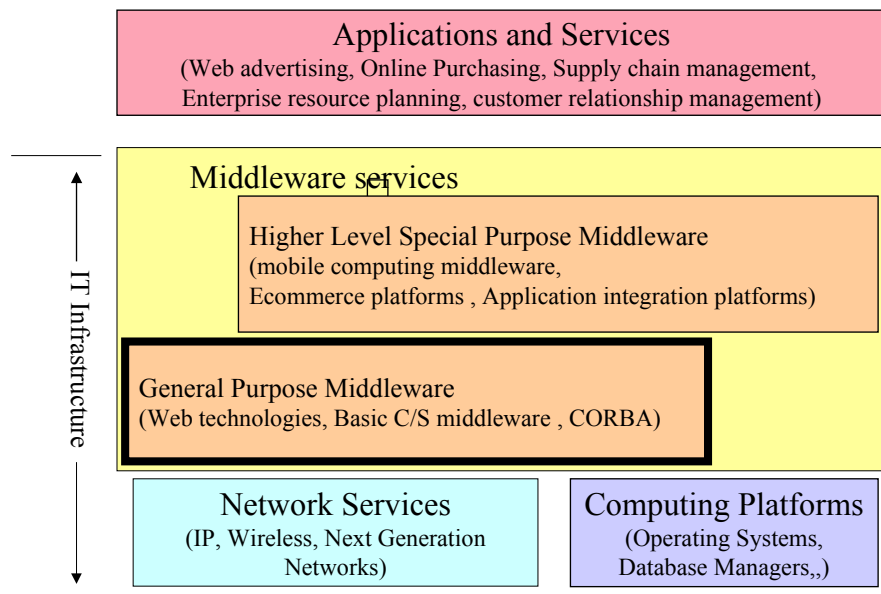 Applications and Services
(Web advertising, Online Purchasing, Supply chain management,
Enterprise resource planning, customer relationship management)
Middleware services
Higher Level Special Purpose Middleware
(mobile computing middleware,
Ecommerce platforms , Application integration platforms)
IT Infrastructure
General Purpose Middleware
(Web technologies, Basic C/S middleware , CORBA)
Network Services
(IP, Wireless, Next Generation
Networks)
Computing Platforms
(Operating Systems,
Database Managers,,)